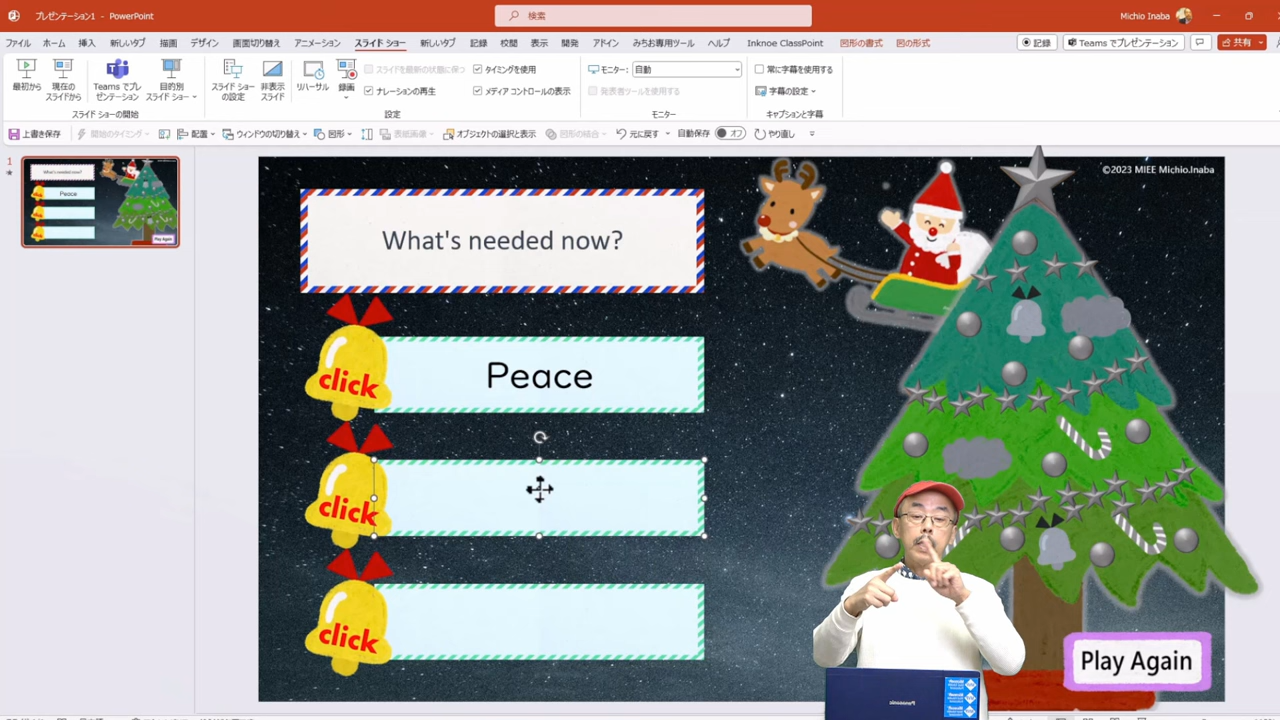 プレゼンテーション1 - PowerPoint
検索
Michio Inaba
ファイル ホーム 挿入 新しいタブ 描画 デザイン 画面切り替え アニメーション スライド ショー 新しいタブ 記録 校閲 表示 開発 アドイン みちお専用ツール ヘルプ Inknoe ClassPoint 図形の書式 図の形式
記録 Teams でプレゼンテーション 共有
最初から 現在の スライドから Teams でプレ ゼンテーション 目的別 スライド ショー
スライド ショー の設定 非表示 スライド リハーサル 録画
スライドを最新の状態に保つ タイミングを使用
ナレーションの再生 メディア コントロールの表示
モニター: 自動
発表者ツールを使用する
常に字幕を使用する
字幕の設定
スライド ショーの開始 設定 モニター キャプションと字幕
上書き保存 開始のタイミング 配置 ウィンドウの切り替え 図形 表紙画像 オブジェクトの選択と表示 図形の結合 元に戻す 自動保存 オフ やり直し
1
What's needed now?
Peace
Play Again
©2023 MIEE Michio.Inaba
What's needed now?
click
Peace
click
click
Play Again
Panasonic